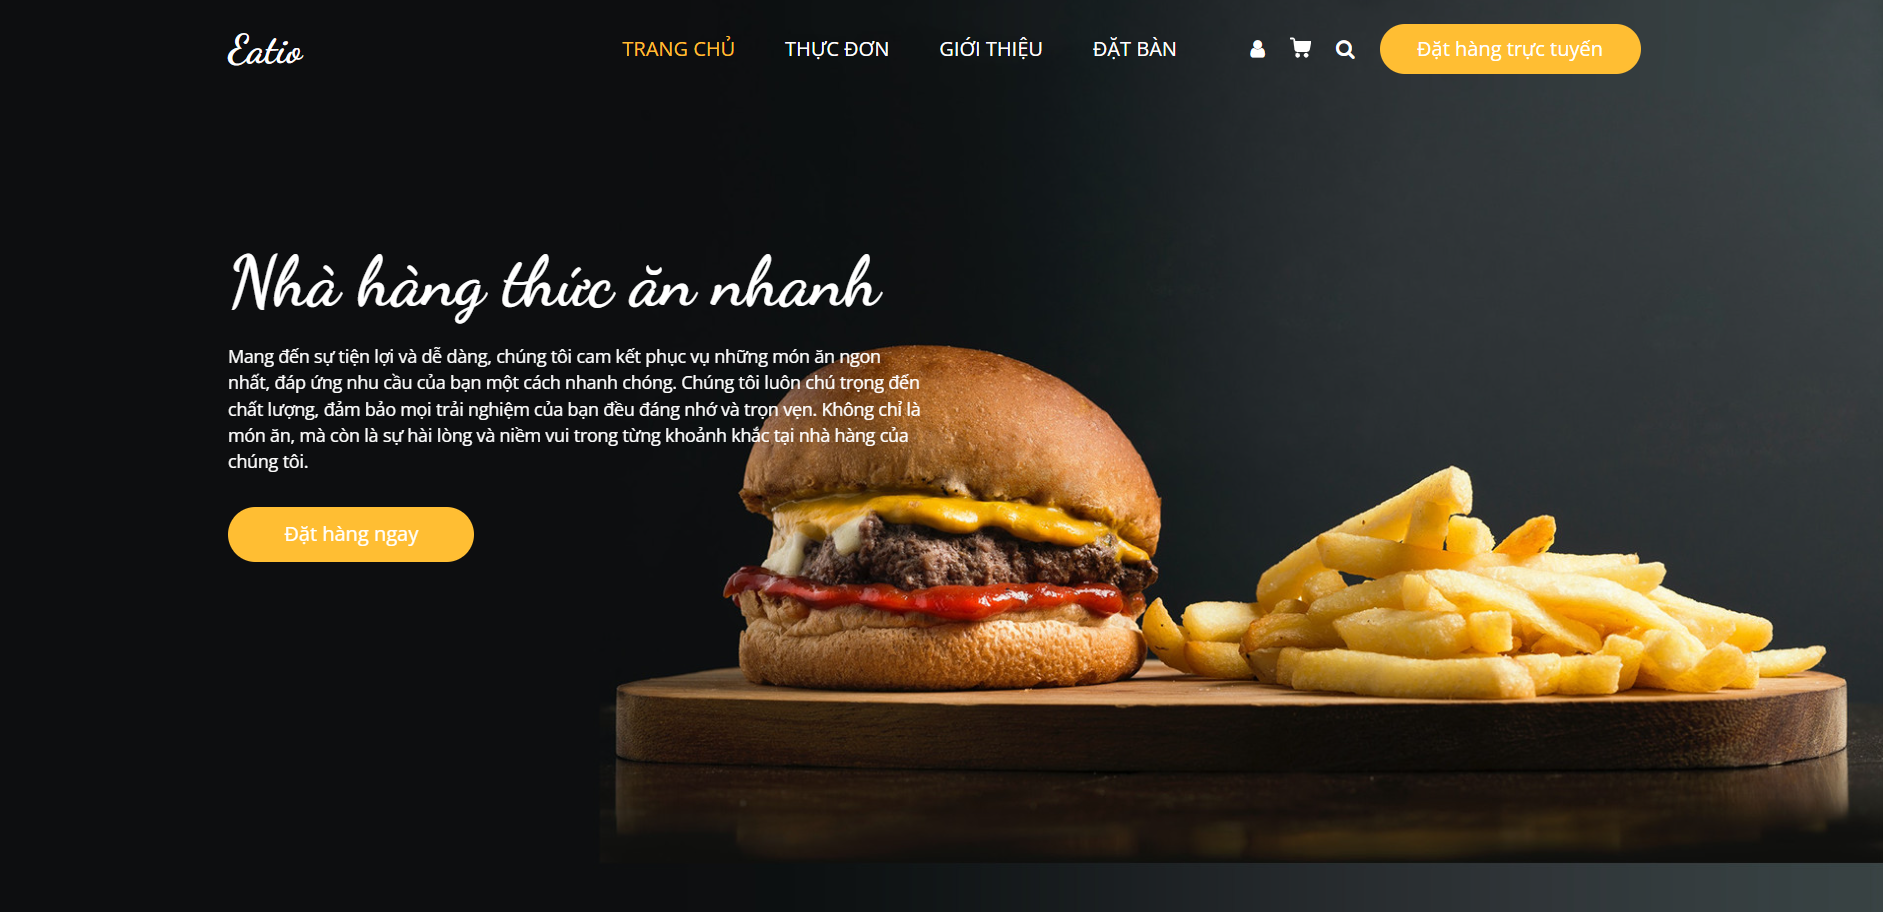 Eatio
TRANG CHỦ
THỰC ĐƠN
GIỚI THIỆU
ĐẶT BÀN
Đặt hàng trực tuyến
Nhà hàng thức ăn nhanh
Mang đến sự tiện lợi và dễ dàng, chúng tôi cam kết phục vụ những món ăn ngon
nhất, đáp ứng nhu cầu của bạn một cách nhanh chóng. Chúng tôi luôn chú trọng đến
chất lượng, đảm bảo mọi trải nghiệm của bạn đều đáng nhớ và trọn vẹn. Không chỉ là
món ăn, mà còn là sự hài lòng và niềm vui trong từng khoảnh khắc tại nhà hàng của
chúng tôi.
Đặt hàng ngay